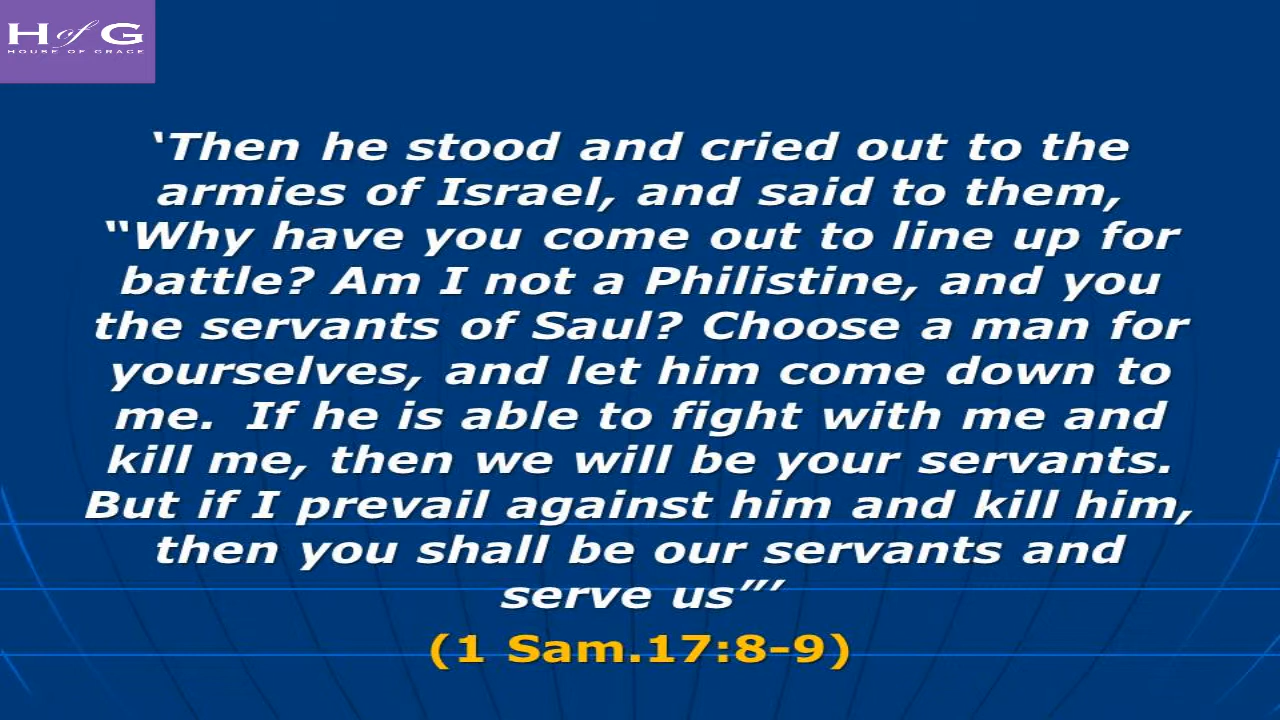 H of G
HOUSE OF GRACE
‘Then he stood and cried out to the
armies of Israel, and said to them,
“Why have you come out to line up for
battle? Am I not a Philistine, and you
the servants of Saul? Choose a man for
yourselves, and let him come down to
me.  If he is able to fight with me and
kill me, then we will be your servants.
But if I prevail against him and kill him,
then you shall be our servants and
serve us”’
(1 Sam.17:8-9)